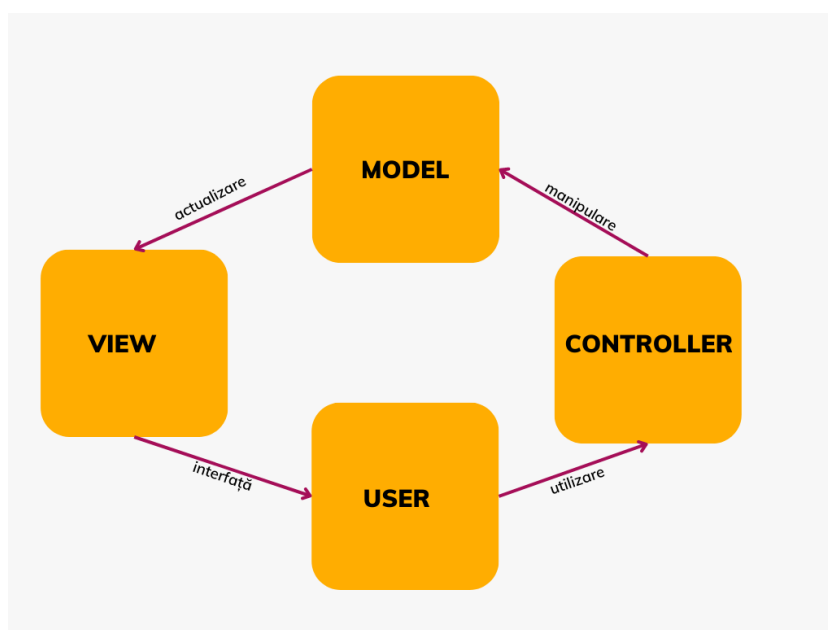 MODEL
actualizare
manipulare
VIEW
CONTROLLER
interfață
USER
utilizare